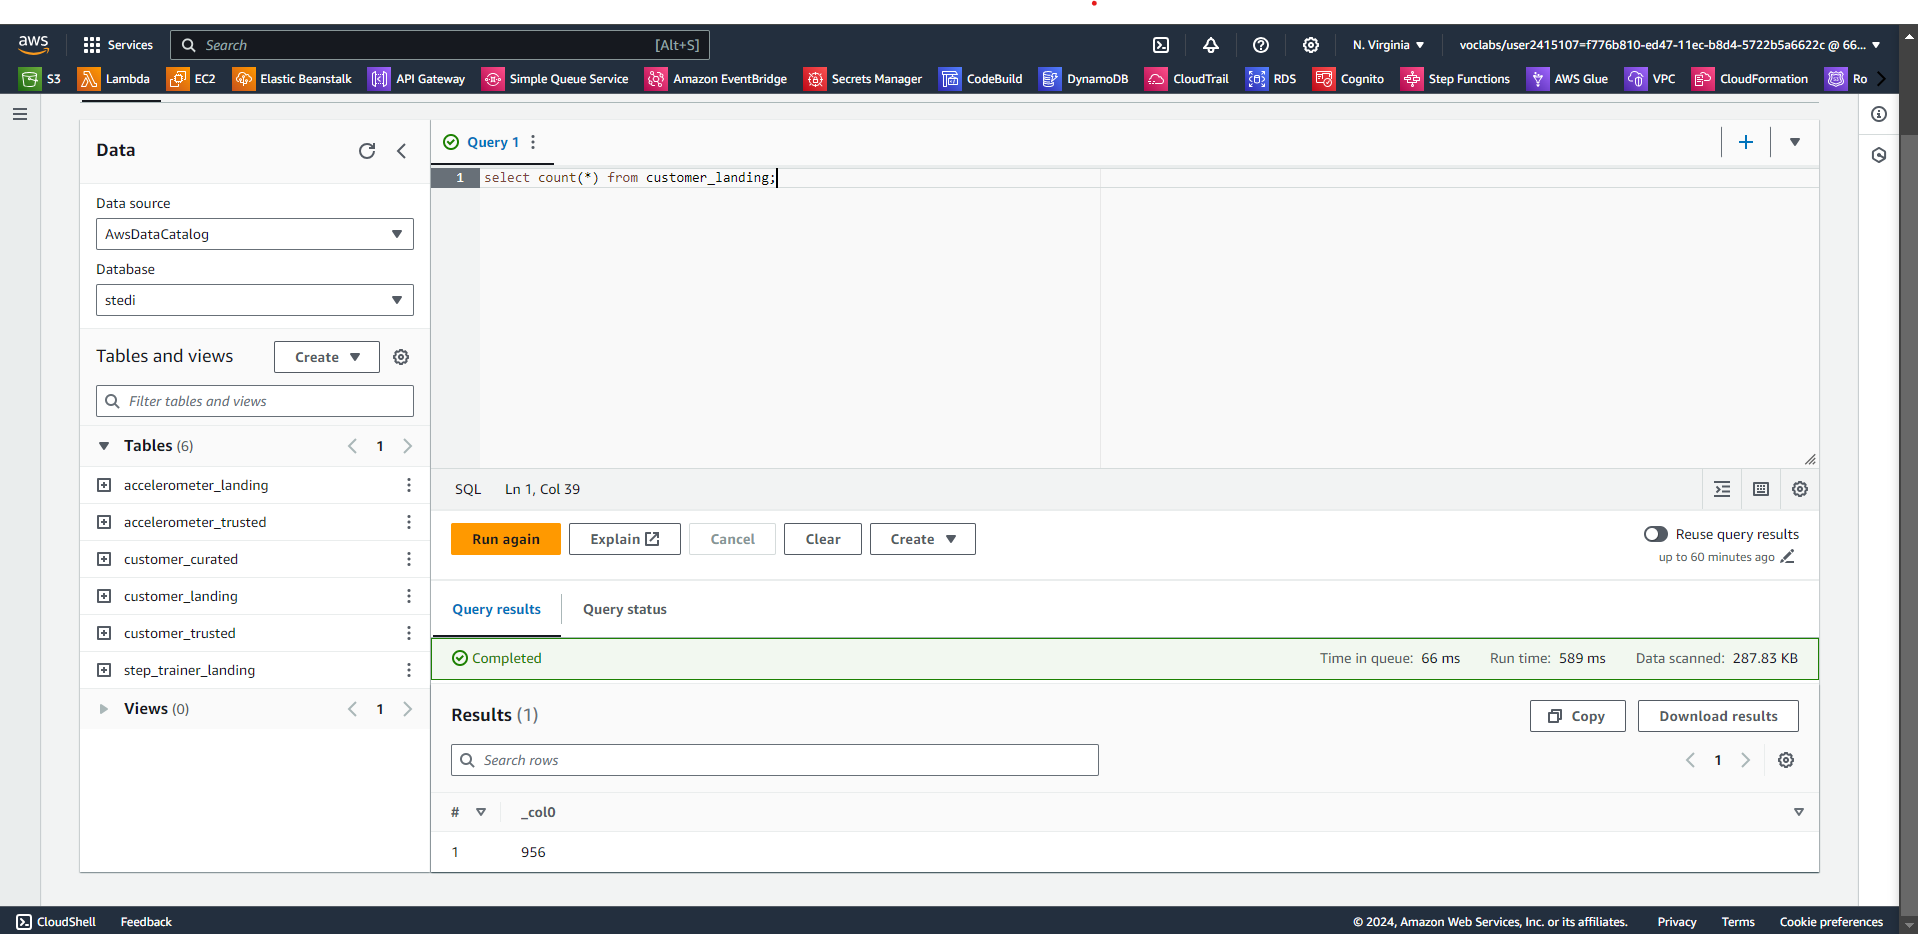 aws
Services
Search
[Alt+S]
N. Virginia
voclabs/user2415107=f776b810-ed47-11ec-b8d4-5722b5a6622c @ 66...
S3
Lambda
EC2
Elastic Beanstalk
API Gateway
Simple Queue Service
Amazon EventBridge
Secrets Manager
CodeBuild
DynamoDB
CloudTrail
RDS
Cognito
Step Functions
AWS Glue
VPC
CloudFormation
Ro
Data
Data source
AwsDataCatalog
Database
stedi
Tables and views
Create
Filter tables and views
Tables (6)
1
accelerometer_landing
accelerometer_trusted
customer_curated
customer_landing
customer_trusted
step_trainer_landing
Views (0)
1
Query 1
1 select count(*) from customer_landing;
SQL
Ln 1, Col 39
Run again
Explain
Cancel
Clear
Create
Reuse query results
up to 60 minutes ago
Query results
Query status
Completed
Time in queue: 66 ms
Run time: 589 ms
Data scanned: 287.83 KB
Results (1)
Copy
Download results
Search rows
1
# _col0
1 956
CloudShell
Feedback
© 2024, Amazon Web Services, Inc. or its affiliates.
Privacy
Terms
Cookie preferences